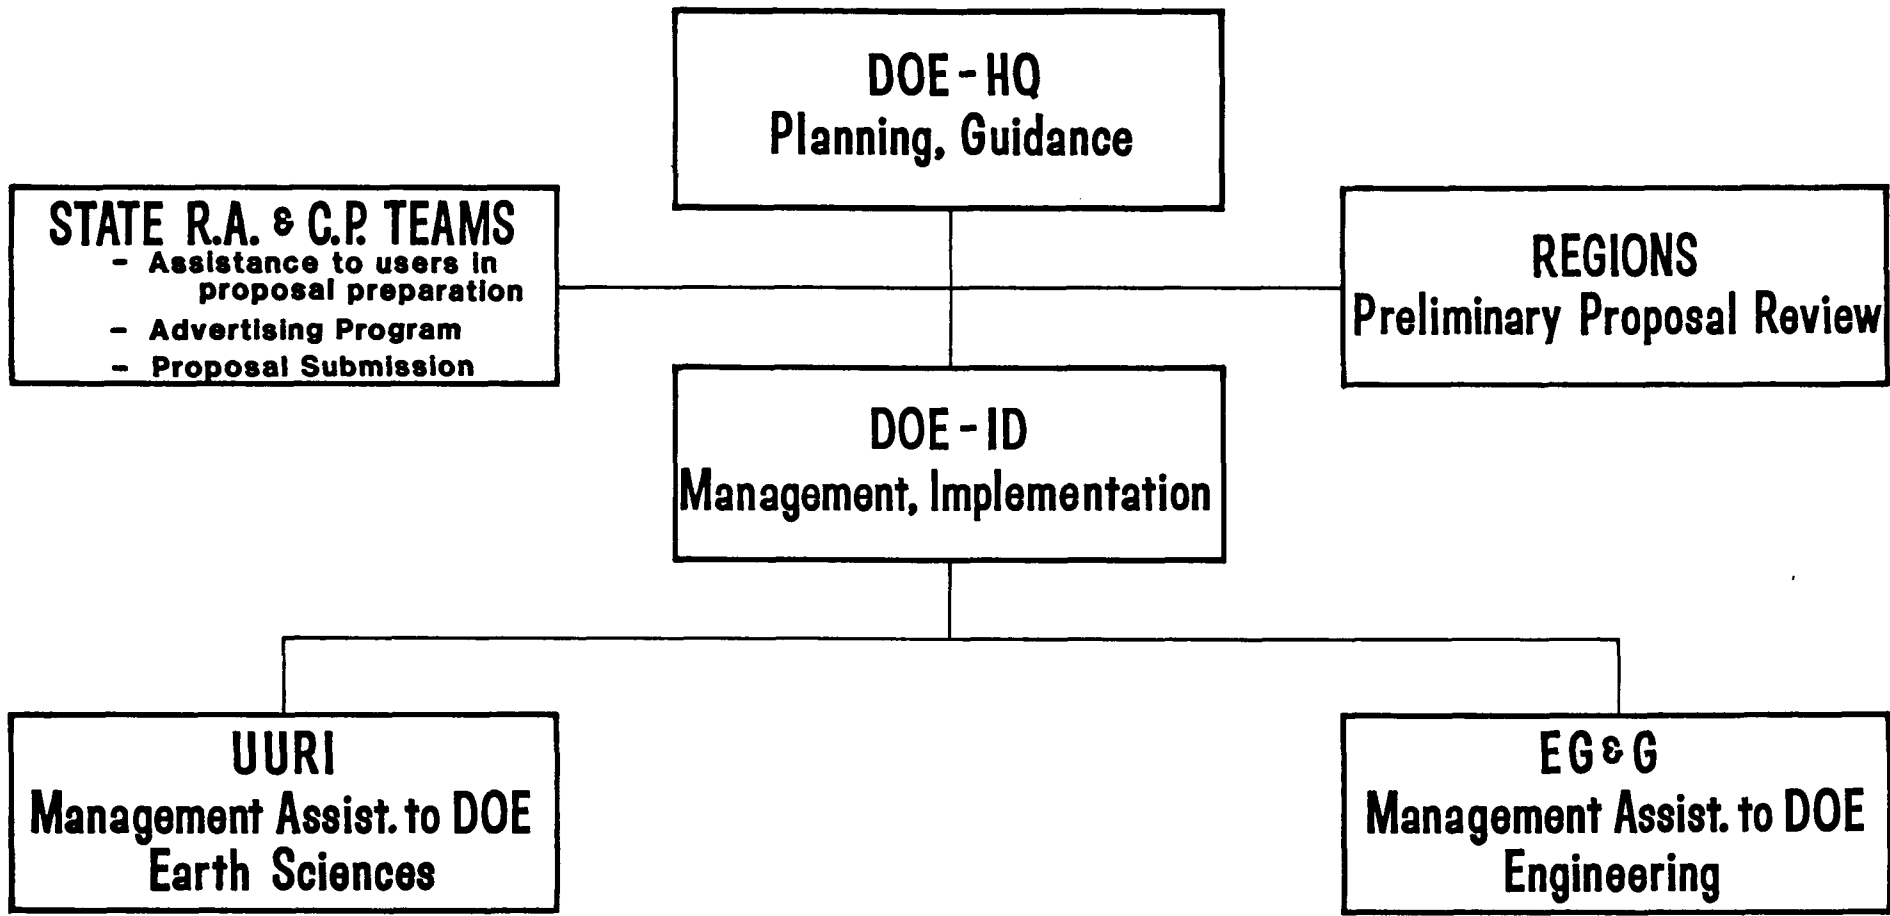 DOE - HQ
Planning, Guidance
STATE R.A. & C.P. TEAMS
- Assistance to users in
proposal preparation
- Advertising Program
- Proposal Submission
REGIONS
Preliminary Proposal Review
DOE - ID
Management, Implementation
UURI
Management Assist. to DOE
Earth Sciences
EG & G
Management Assist. to DOE
Engineering